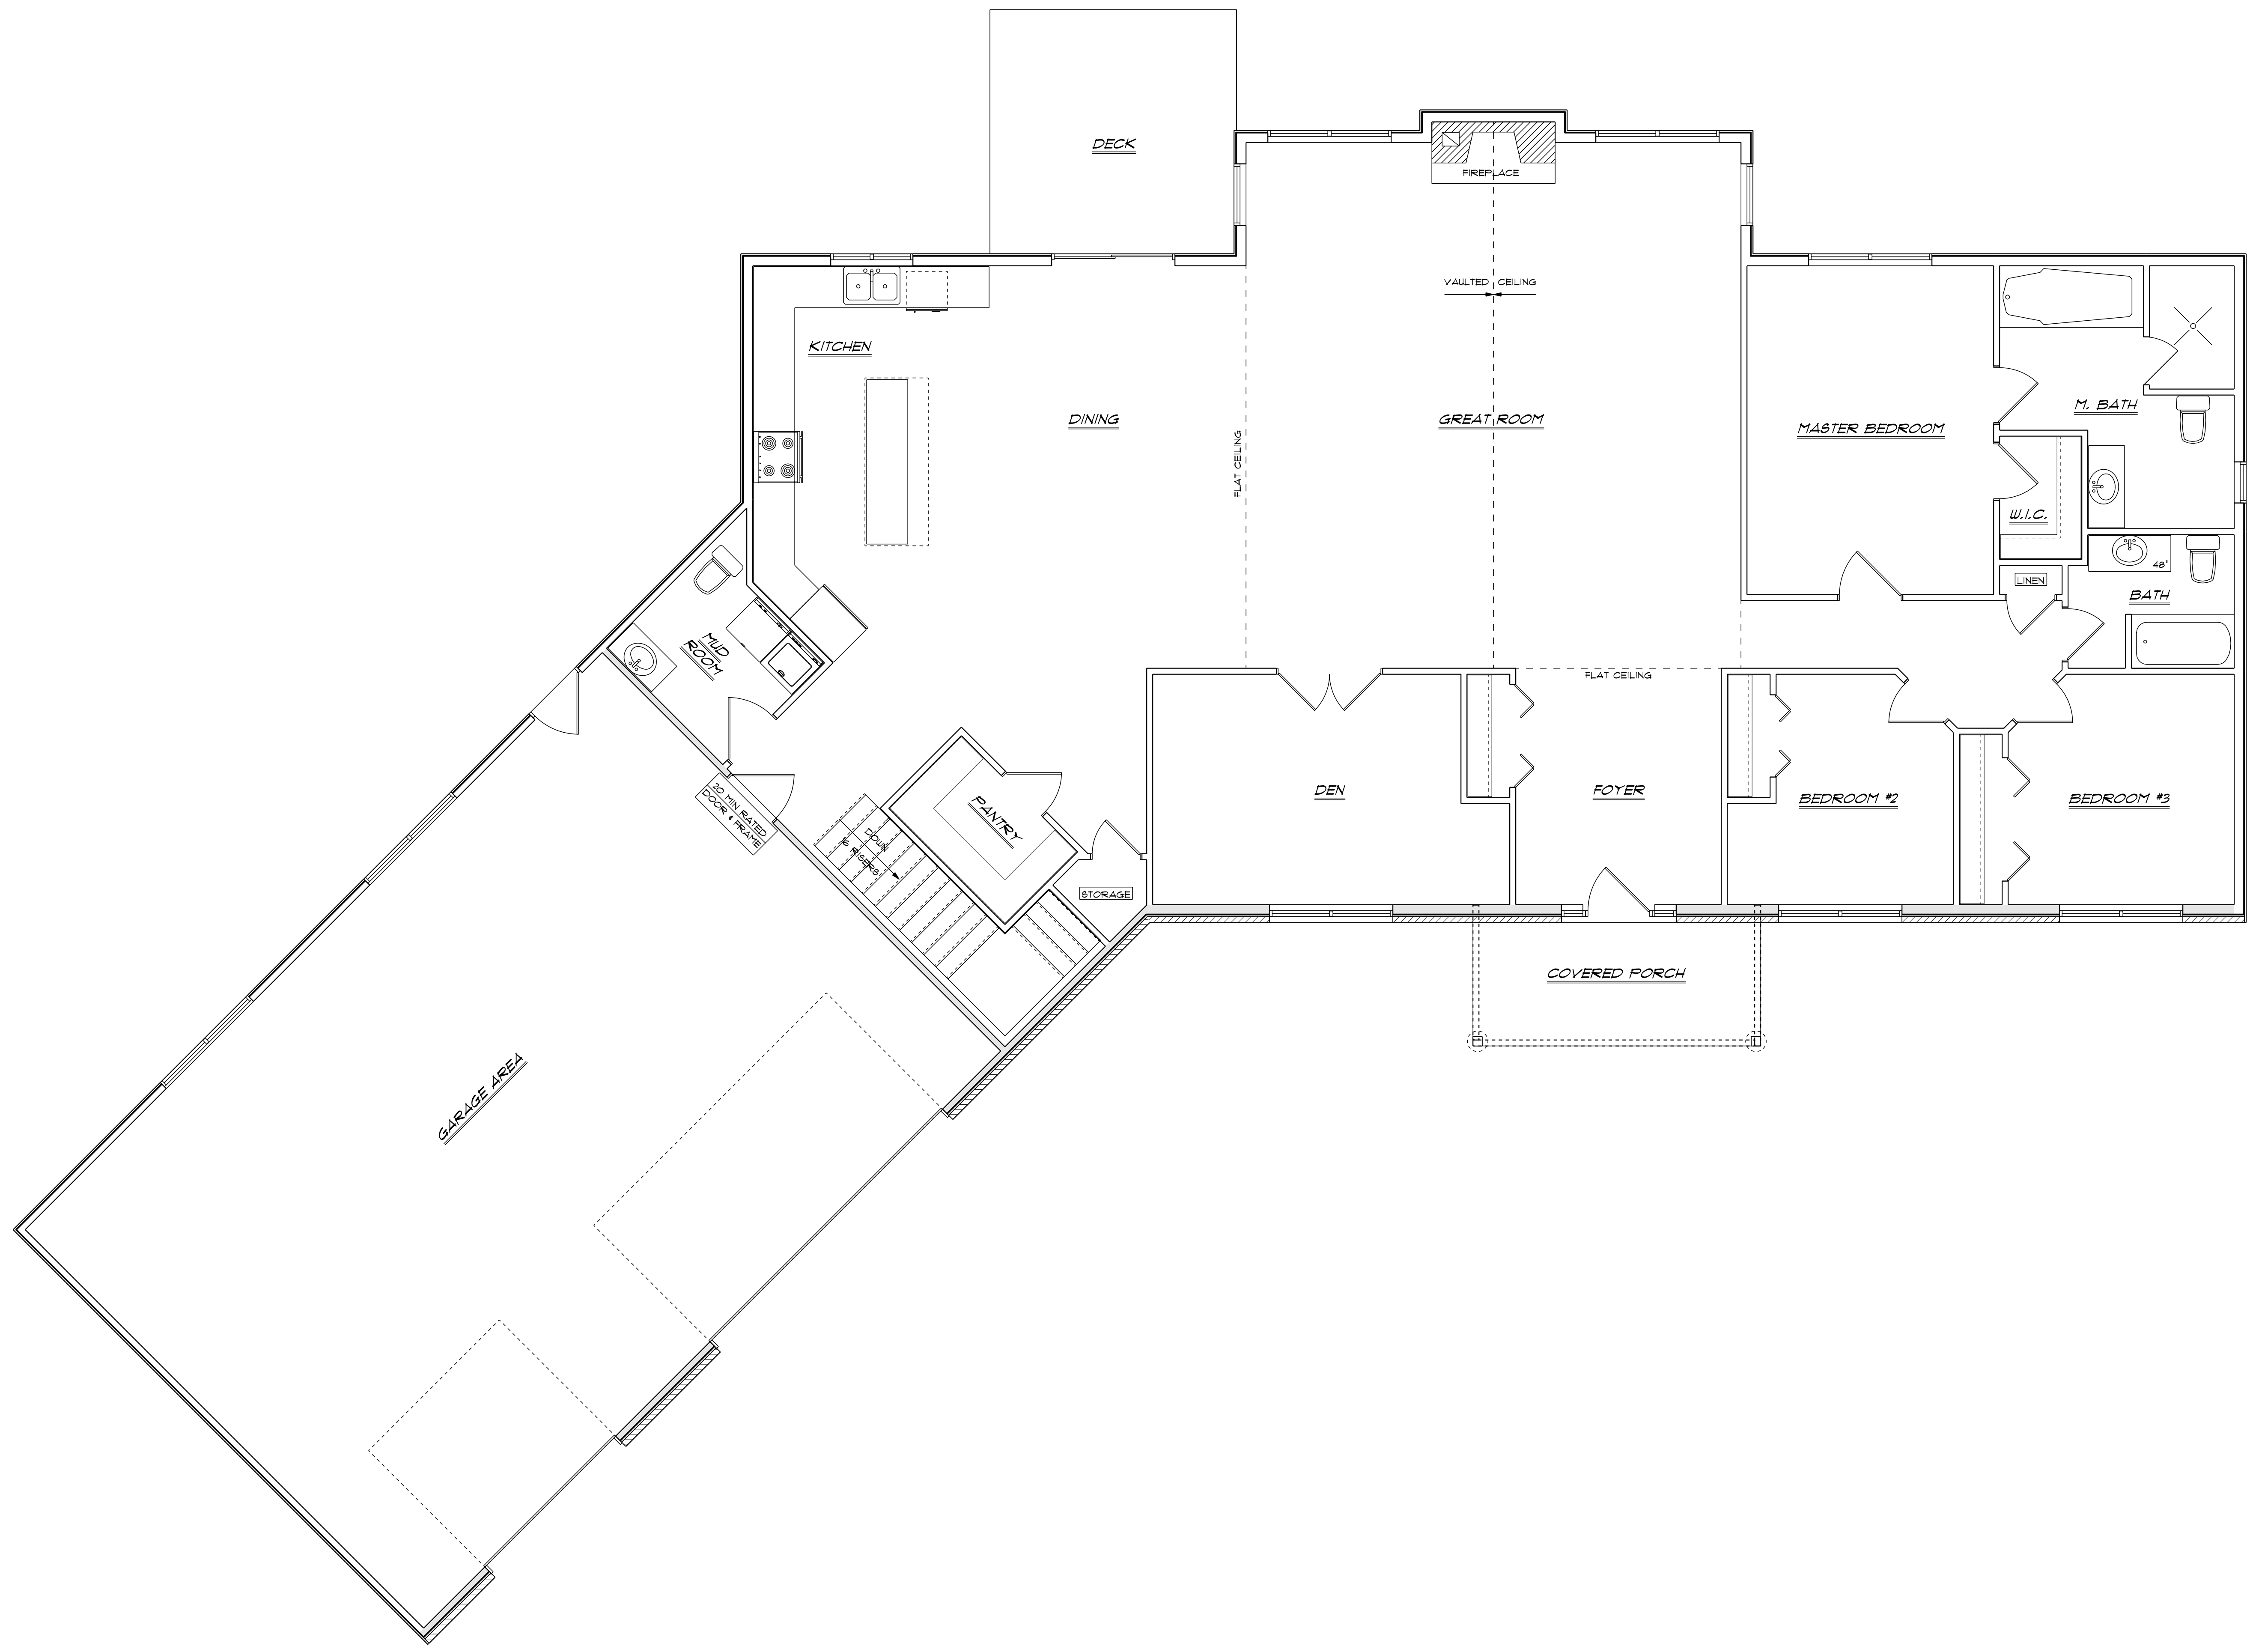 DECK
FIREPLACE
VAULTED CEILING
KITCHEN
DINING
FLAT CEILING
GREAT ROOM
MASTER BEDROOM
M. BATH
W.I.C.
48"
LINEN
BATH
MUD
ROOM
FLAT CEILING
20 MIN RATED
DOOR & FRAME
DOWN
16 RISERS
PANTRY
STORAGE
DEN
FOYER
BEDROOM #2
BEDROOM #3
COVERED PORCH
GARAGE AREA